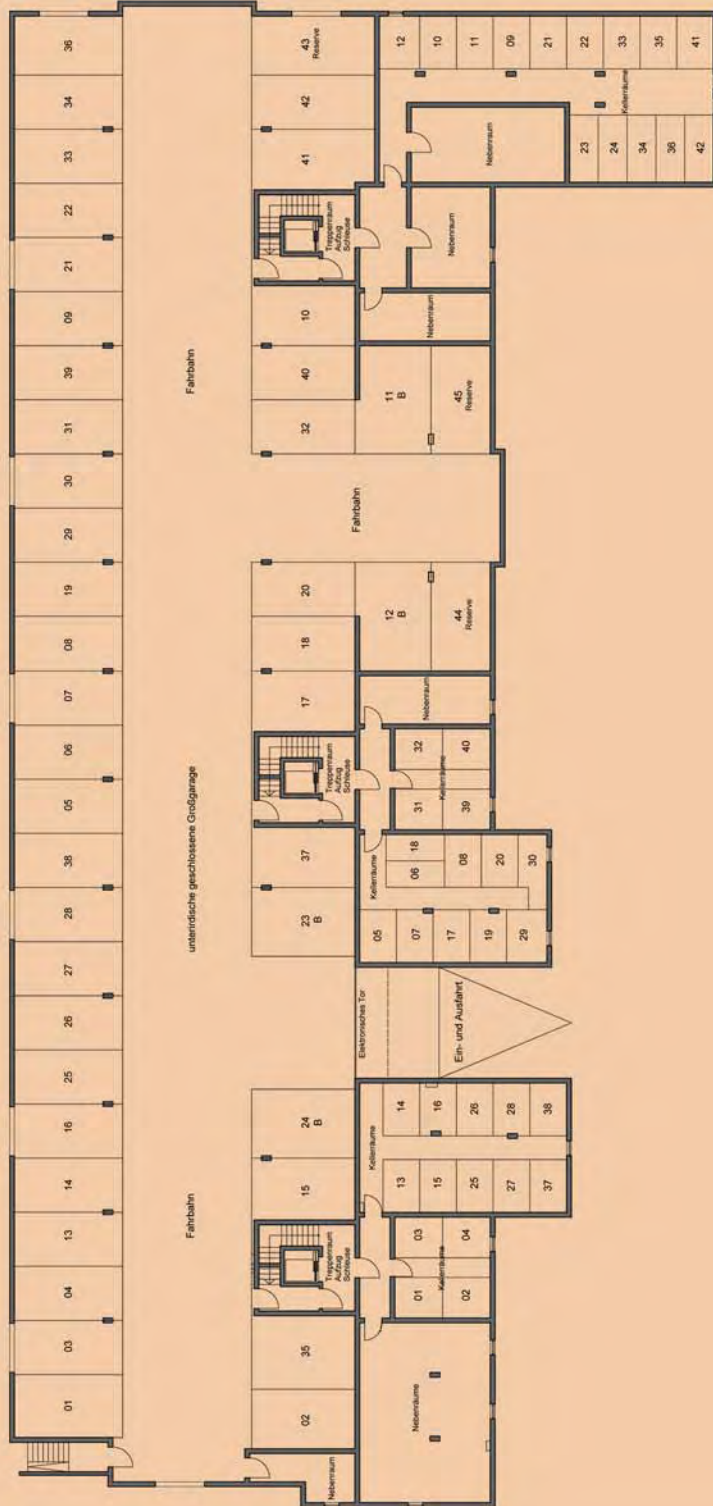 36
34
33
22
21
09
39
31
30
29
19
08
07
06
05
38
28
27
26
25
16
14
13
04
03
01
Fahrbahn
unterirdische geschlossene Großgarage
Fahrbahn
43
Reserve
42
41
Treppenraum
Aufzug
Schleuse
10
40
32
Fahrbahn
20
18
17
Treppenraum
Aufzug
Schleuse
37
23
B
24
B
15
Treppenraum
Aufzug
Schleuse
35
02
Nebenraum
12
10
11
09
21
22
33
35
41
Kellerräume
23
24
34
36
42
Nebenraum
Nebenraum
Nebenraum
11
B
45
Reserve
12
B
44
Reserve
Nebenraum
32
40
Kellerräume
31
39
Kellerräume
18
06
08
20
30
05
07
17
19
29
Elektronisches Tor
Ein- und Ausfahrt
Kellerräume
14
16
26
28
38
13
15
25
27
37
03
04
Kellerräume
01
02
Nebenräume